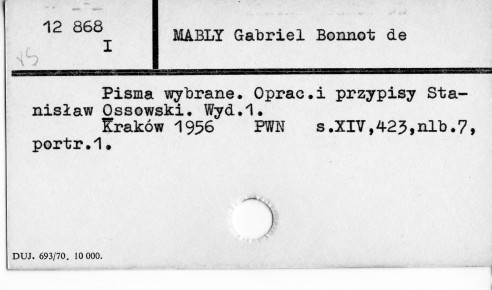 12 868
I
MABLY Gabriel Bonnot de
Pisma wybrane. Oprac.i przypisy Sta-
nisław Ossowski. Wyd.1.
Kraków 1956 PWN s.XIV,423,nlb.7,
portr.1.
DUJ. 693/70, 10 000.